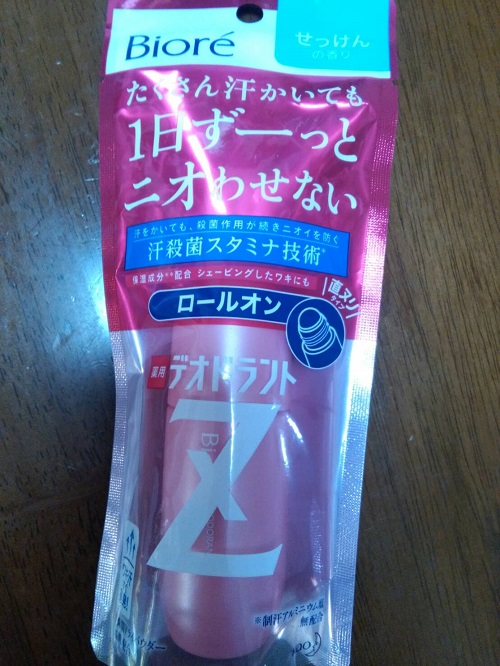 Bioré
せっけん
の香り
たくさん汗かいても
1日ずーっと
ニオわせない
汗をかいても、殺菌作用が続きニオイを防ぐ
汗殺菌スタミナ技術*
保湿成分**配合 シェービングしたワキにも
直ヌリ
タイプ
ロールオン
薬用
デオドラント
Z
※制汗アルミニウム塩
無配合